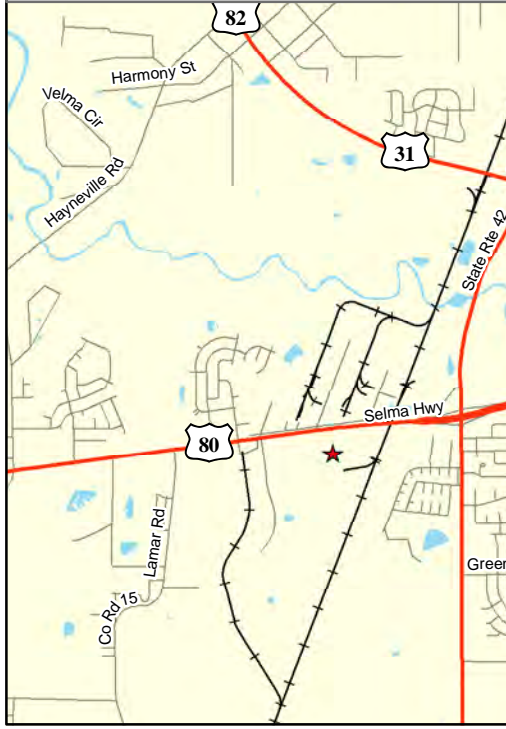 82
Harmony St
Velma Cir
31
Hayneville Rd
State Rte 42
Selma Hwy
80
Lamar Rd
Green
Co Rd 15